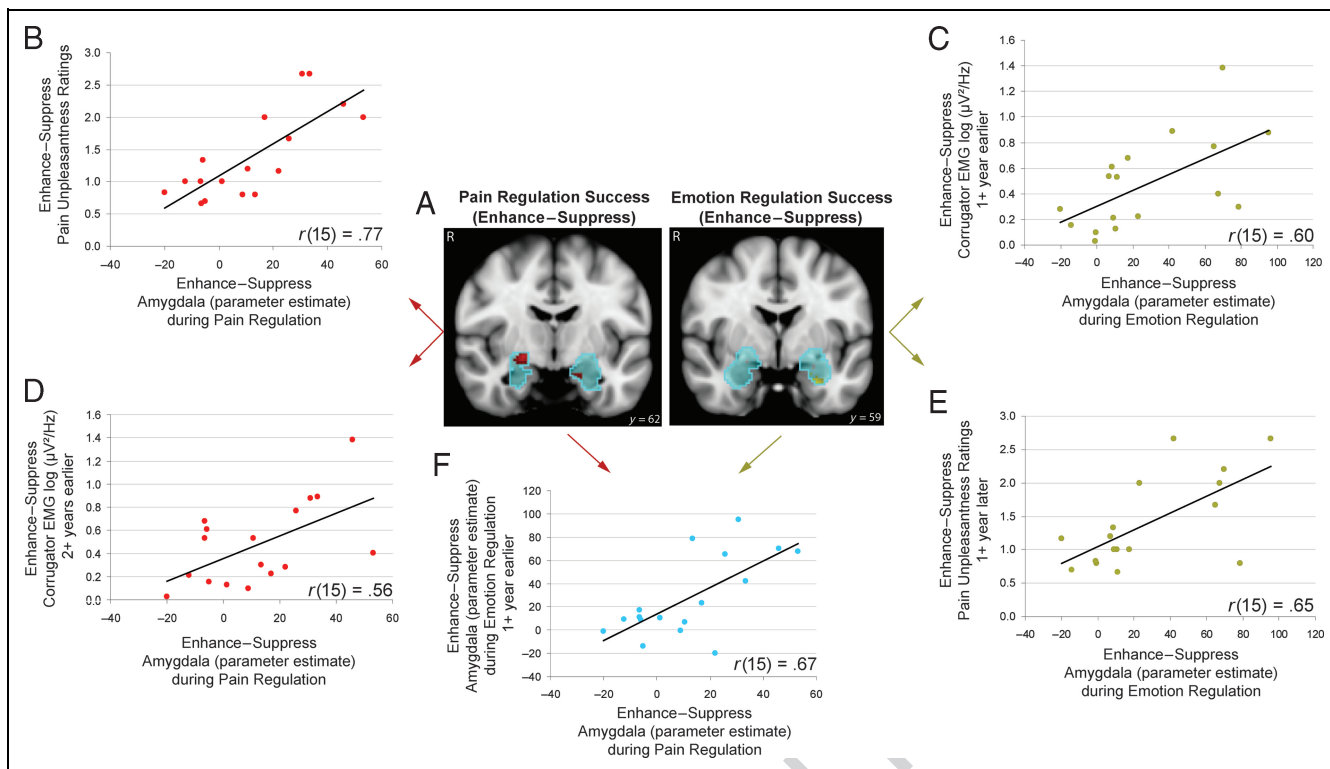 B
Enhance–Suppress
Pain Unpleasantness Ratings
3.0
2.5
2.0
1.5
1.0
0.5
0.0
−40
−20
0
20
40
60
r(15) = .77
Enhance–Suppress
Amygdala (parameter estimate)
during Pain Regulation
A
Pain Regulation Success
(Enhance–Suppress)
R
y = 62
Emotion Regulation Success
(Enhance–Suppress)
R
y = 59
C
Enhance–Suppress
Corrugator EMG log (µV²/Hz)
1+ year earlier
1.6
1.4
1.2
1.0
0.8
0.6
0.4
0.2
0.0
−40
−20
0
20
40
60
80
100
120
r(15) = .60
Enhance–Suppress
Amygdala (parameter estimate)
during Emotion Regulation
D
Enhance–Suppress
Corrugator EMG log (µV²/Hz)
2+ years earlier
1.6
1.4
1.2
1.0
0.8
0.6
0.4
0.2
0.0
−40
−20
0
20
40
60
r(15) = .56
Enhance–Suppress
Amygdala (parameter estimate)
during Pain Regulation
E
Enhance–Suppress
Pain Unpleasantness Ratings
1+ year later
3.0
2.5
2.0
1.5
1.0
0.5
0.0
−40
−20
0
20
40
60
80
100
120
r(15) = .65
Enhance–Suppress
Amygdala (parameter estimate)
during Emotion Regulation
F
Enhance–Suppress
Amygdala (parameter estimate)
during Emotion Regulation
1+ year earlier
120
100
80
60
40
20
0
−20
−40
−40
−20
0
20
40
60
r(15) = .67
Enhance–Suppress
Amygdala (parameter estimate)
during Pain Regulation